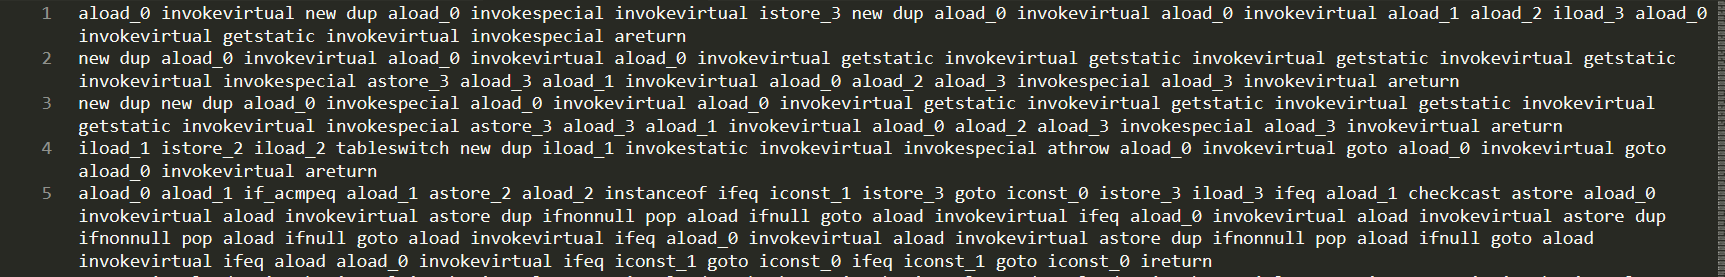 1 aload_0 invokevirtual new dup aload_0 invokespecial invokevirtual istore_3 new dup aload_0 invokevirtual aload_0 invokevirtual aload_1 aload_2 iload_3 aload_0
invokevirtual getstatic invokevirtual invokespecial areturn
2 new dup aload_0 invokevirtual aload_0 invokevirtual aload_0 invokevirtual getstatic invokevirtual getstatic invokevirtual getstatic invokevirtual getstatic
invokevirtual invokespecial astore_3 aload_3 aload_1 invokevirtual aload_0 aload_2 aload_3 invokespecial aload_3 invokevirtual areturn
3 new dup new dup aload_0 invokespecial aload_0 invokevirtual aload_0 invokevirtual getstatic invokevirtual getstatic invokevirtual getstatic invokevirtual
getstatic invokevirtual invokespecial astore_3 aload_3 aload_1 invokevirtual aload_0 aload_2 aload_3 invokespecial aload_3 invokevirtual areturn
4 iload_1 istore_2 iload_2 tableswitch new dup iload_1 invokestatic invokevirtual invokespecial athrow aload_0 invokevirtual goto aload_0 invokevirtual goto
aload_0 invokevirtual areturn
5 aload_0 aload_1 if_acmpeq aload_1 astore_2 aload_2 instanceof ifeq iconst_1 istore_3 goto iconst_0 istore_3 iload_3 ifeq aload_1 checkcast astore aload_0
invokevirtual aload invokevirtual astore dup ifnonnull pop aload ifnull goto aload invokevirtual ifeq aload_0 invokevirtual aload invokevirtual astore dup
ifnonnull pop aload ifnull goto aload invokevirtual ifeq aload_0 invokevirtual aload invokevirtual astore dup ifnonnull pop aload ifnull goto aload
invokevirtual ifeq aload aload_0 invokevirtual ifeq iconst_1 goto iconst_0 ifeq iconst_1 goto iconst_0 ireturn